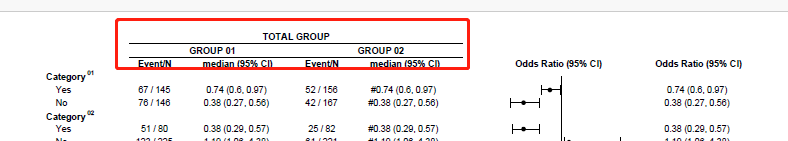 TOTAL GROUP
GROUP 01 GROUP 02
Event/N median (95% CI) Event/N median (95% CI) Odds Ratio (95% CI) Odds Ratio (95% CI)
Category 01
Yes 67 / 145 0.74 (0.6, 0.97) 52 / 156 #0.74 (0.6, 0.97) 0.74 (0.6, 0.97)
No 76 / 146 0.38 (0.27, 0.56) 42 / 167 #0.38 (0.27, 0.56) 0.38 (0.27, 0.56)
Category 02
Yes 51 / 80 0.38 (0.29, 0.57) 25 / 82 #0.38 (0.29, 0.57) 0.38 (0.29, 0.57)